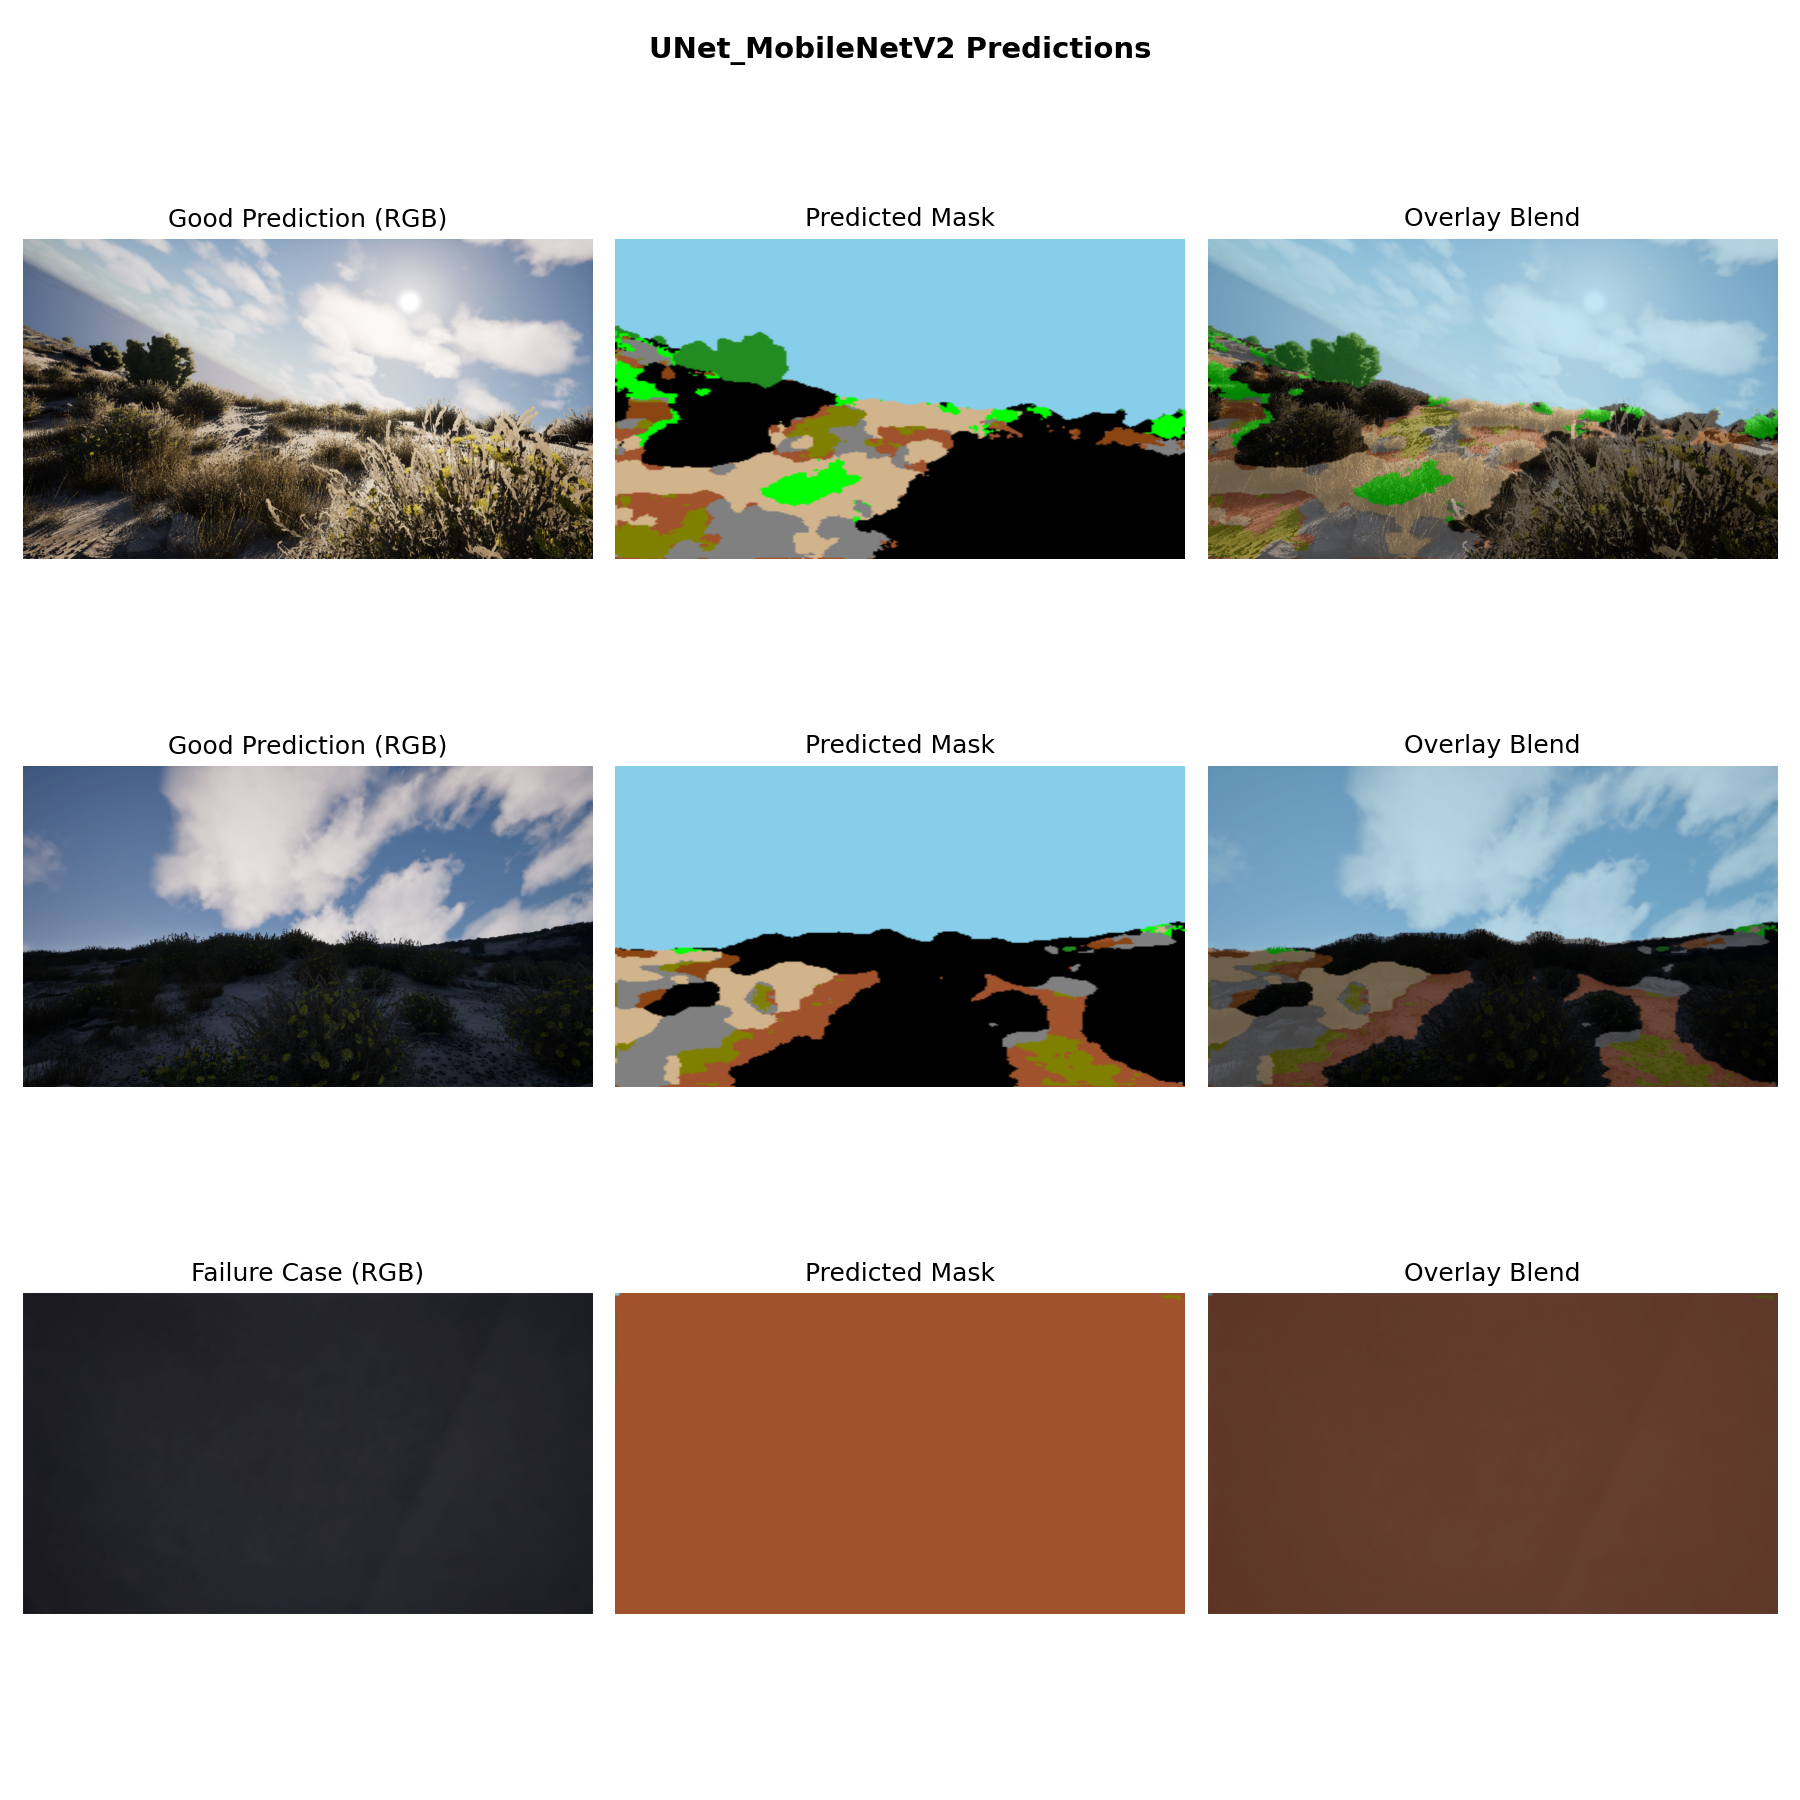 UNet_MobileNetV2 Predictions
Good Prediction (RGB)
Predicted Mask
Overlay Blend
Good Prediction (RGB)
Predicted Mask
Overlay Blend
Failure Case (RGB)
Predicted Mask
Overlay Blend